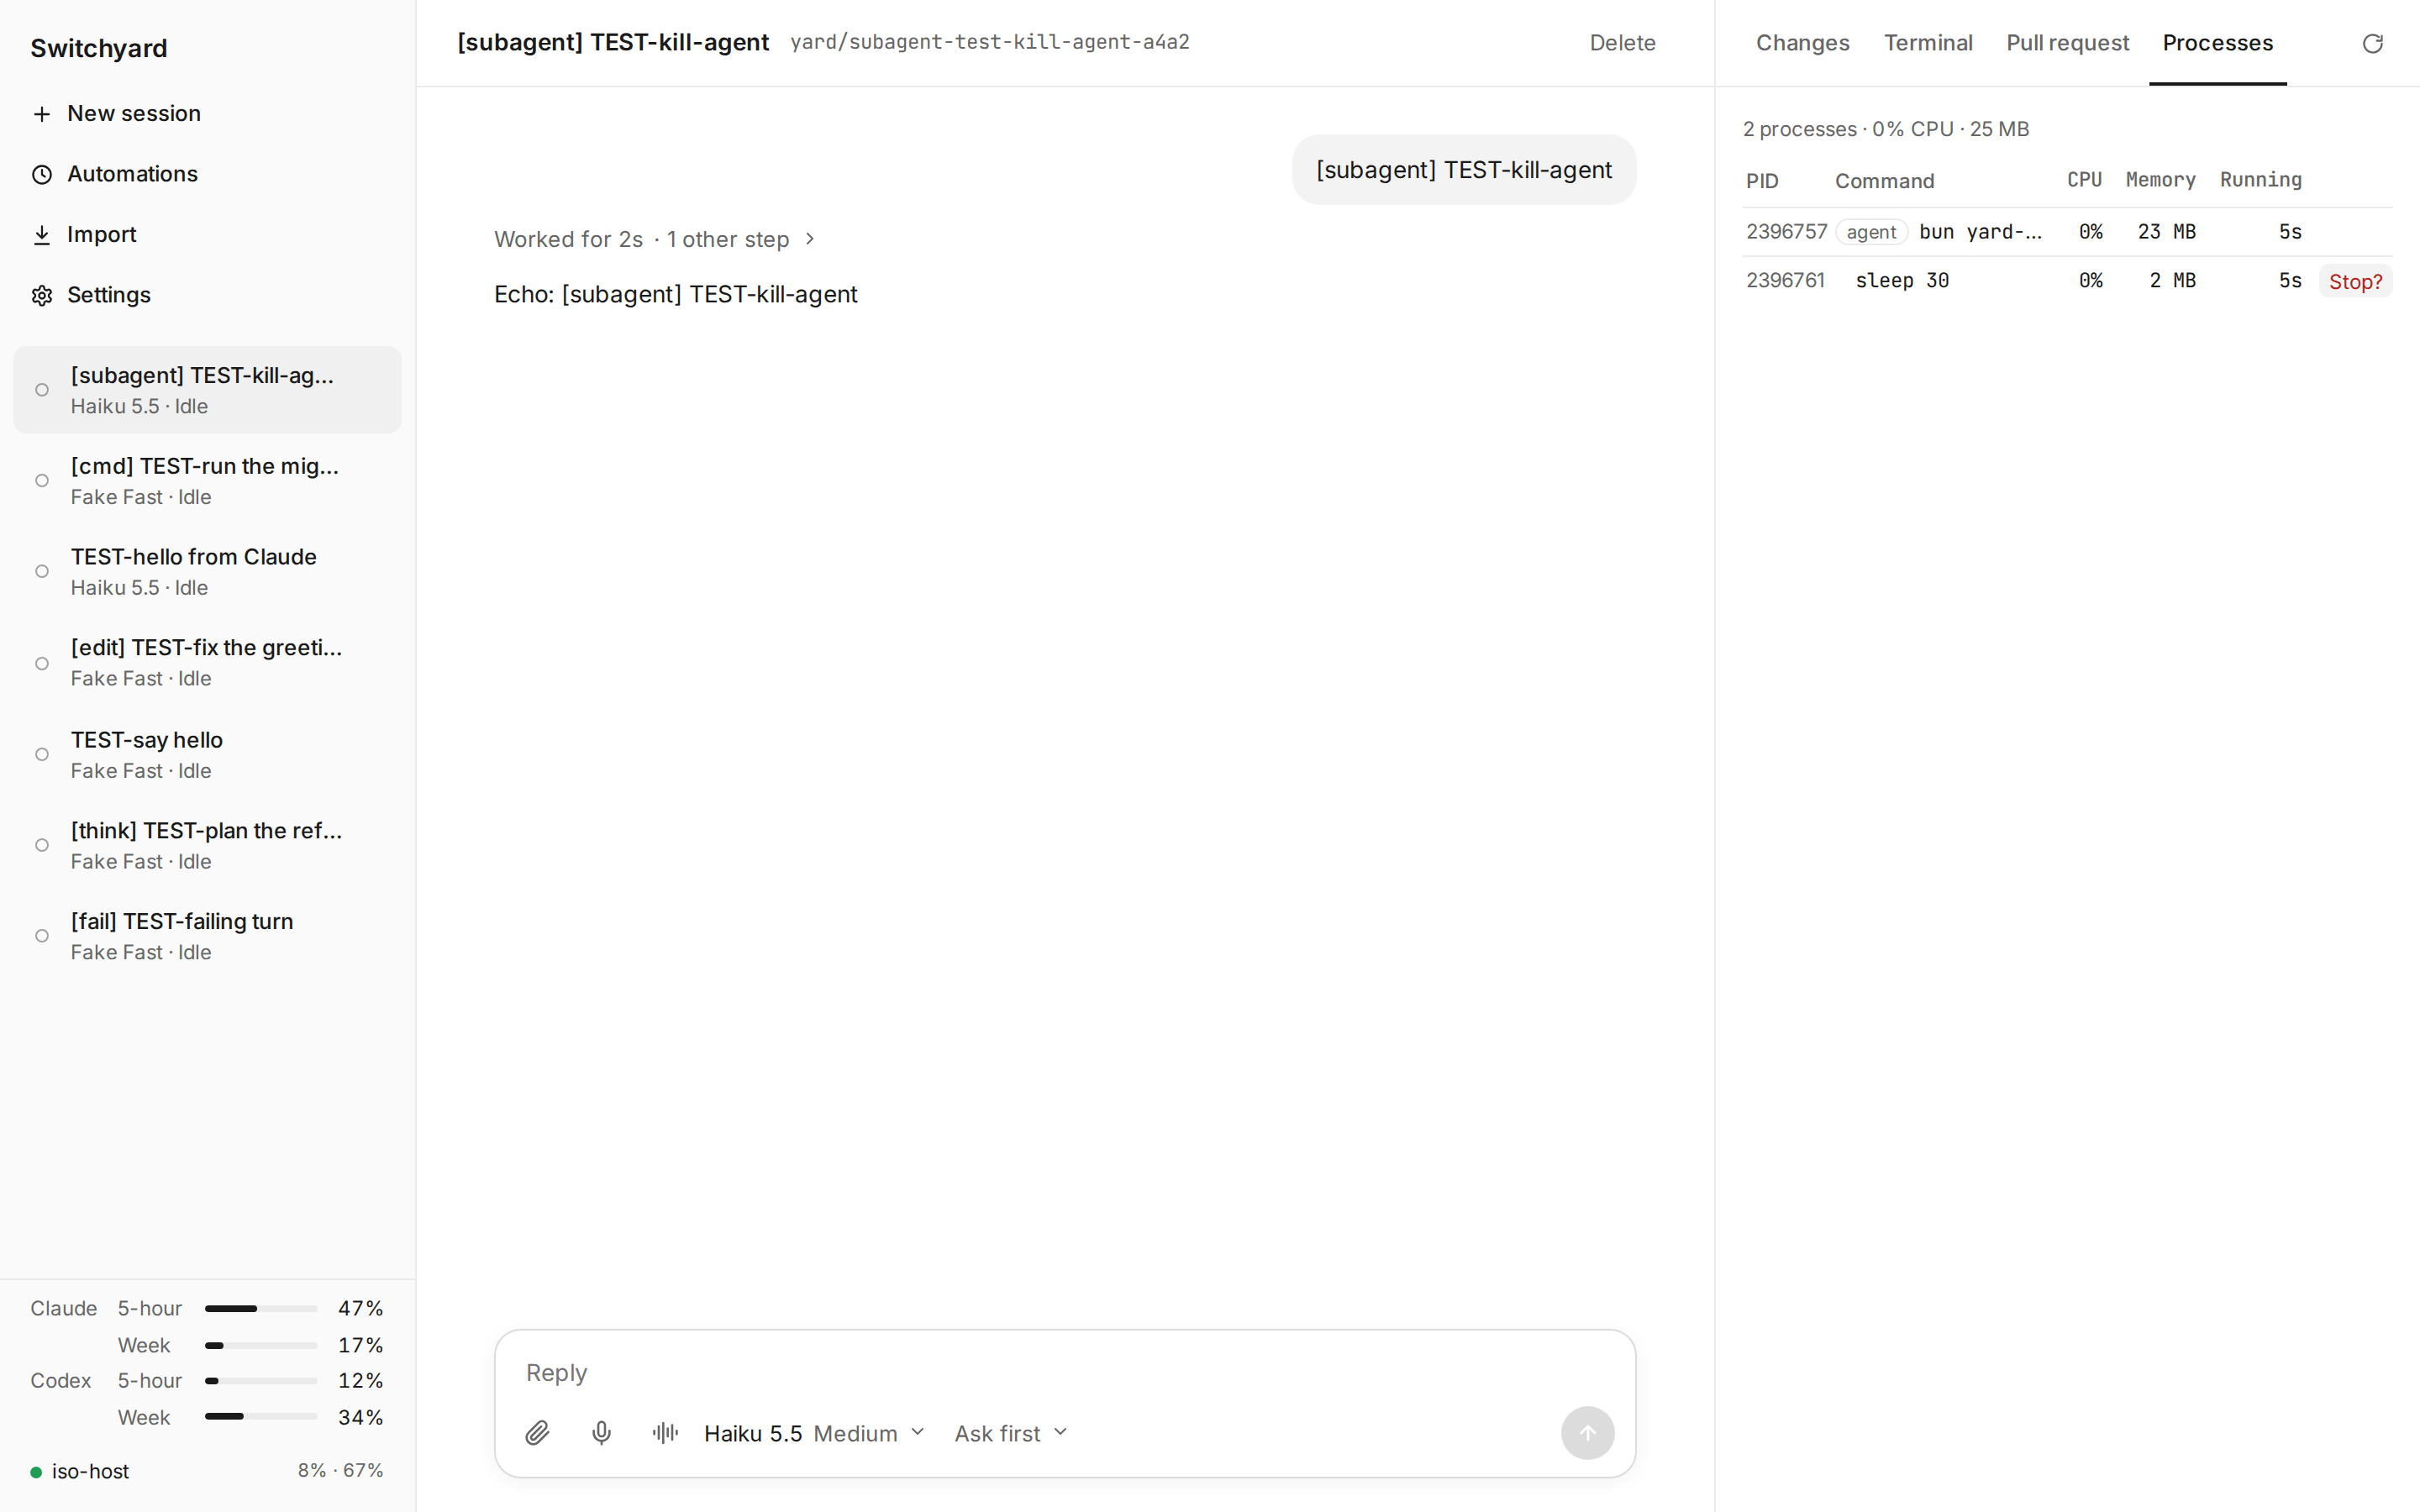 Switchyard
New session
Automations
Import
Settings
[subagent] TEST-kill-ag...
Haiku 5.5 · Idle
[cmd] TEST-run the mig...
Fake Fast · Idle
TEST-hello from Claude
Haiku 5.5 · Idle
[edit] TEST-fix the greeti...
Fake Fast · Idle
TEST-say hello
Fake Fast · Idle
[think] TEST-plan the ref...
Fake Fast · Idle
[fail] TEST-failing turn
Fake Fast · Idle
Claude 5-hour 47%
Week 17%
Codex 5-hour 12%
Week 34%
iso-host 8% · 67%
[subagent] TEST-kill-agent yard/subagent-test-kill-agent-a4a2 Delete
[subagent] TEST-kill-agent
Worked for 2s · 1 other step
Echo: [subagent] TEST-kill-agent
Reply
Haiku 5.5 Medium Ask first
Changes Terminal Pull request Processes
2 processes · 0% CPU · 25 MB
PID Command CPU Memory Running
2396757 agent bun yard-... 0% 23 MB 5s
2396761 sleep 30 0% 2 MB 5s Stop?